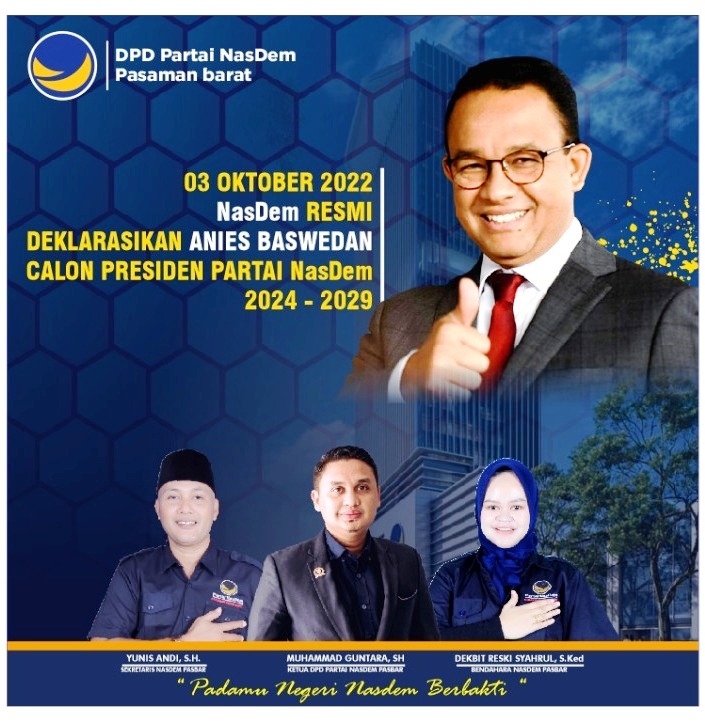 DPD Partai NasDem
Pasaman barat
03 OKTOBER 2022
NasDem RESMI
DEKLARASIKAN ANIES BASWEDAN
CALON PRESIDEN PARTAI NasDem
2024 - 2029
YUNIS ANDI, S.H.
SEKRETARIS NASDEM PASBAR
MUHAMMAD GUNTARA, SH
KETUA DPD PARTAI NASDEM PASBAR
DEKBIT RESKI SYAHRUL, S.Ked
BENDAHARA NASDEM PASBAR
" Padamu Negeri Nasdem Berbakti "